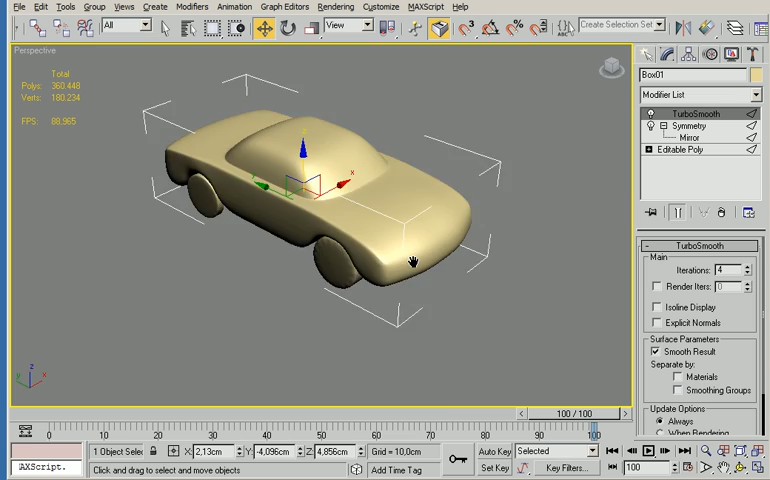 File Edit Tools Group Views Create Modifiers Animation Graph Editors Rendering Customize MAXScript Help
All View Create Selection Set
Perspective
Total
Polys: 360.448
Verts: 180.234
FPS: 88,965
z
x
y
z
x
Box01
Modifier List
TurboSmooth
Symmetry
Mirror
Editable Poly
TurboSmooth
Main
Iterations: 4
Render Iters: 0
Isoline Display
Explicit Normals
Surface Parameters
Smooth Result
Separate by:
Materials
Smoothing Groups
Update Options
Always
When Rendering
100 / 100
0 10 20 30 40 50 60 70 80 90 100
1 Object Selec X: 2,13cm Y: -4,096cm Z: 4,856cm Grid = 10,0cm Auto Key Selected
AXScript. Click and drag to select and move objects Add Time Tag Set Key Key Filters... 100